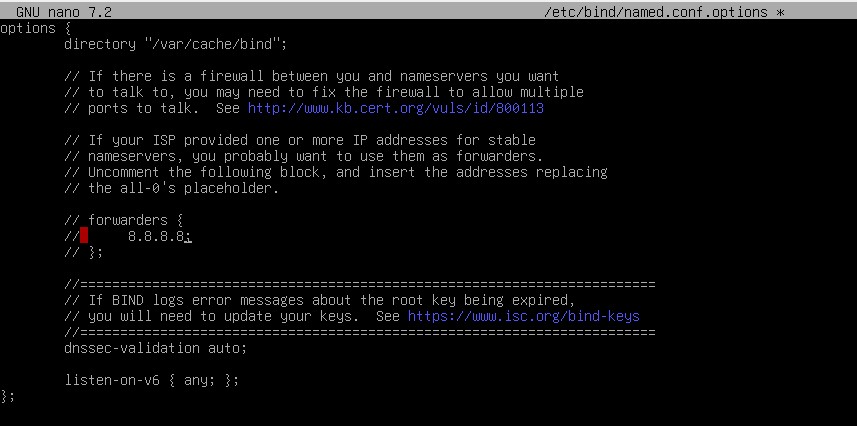 GNU nano 7.2 /etc/bind/named.conf.options *
options {
directory "/var/cache/bind";
// If there is a firewall between you and nameservers you want
// to talk to, you may need to fix the firewall to allow multiple
// ports to talk.  See http://www.kb.cert.org/vuls/id/800113
// If your ISP provided one or more IP addresses for stable
// nameservers, you probably want to use them as forwarders.
// Uncomment the following block, and insert the addresses replacing
// the all-0's placeholder.
// forwarders {
//      8.8.8.8;
// };
//========================================================================
// If BIND logs error messages about the root key being expired,
// you will need to update your keys.  See https://www.isc.org/bind-keys
//========================================================================
dnssec-validation auto;
listen-on-v6 { any; };
};